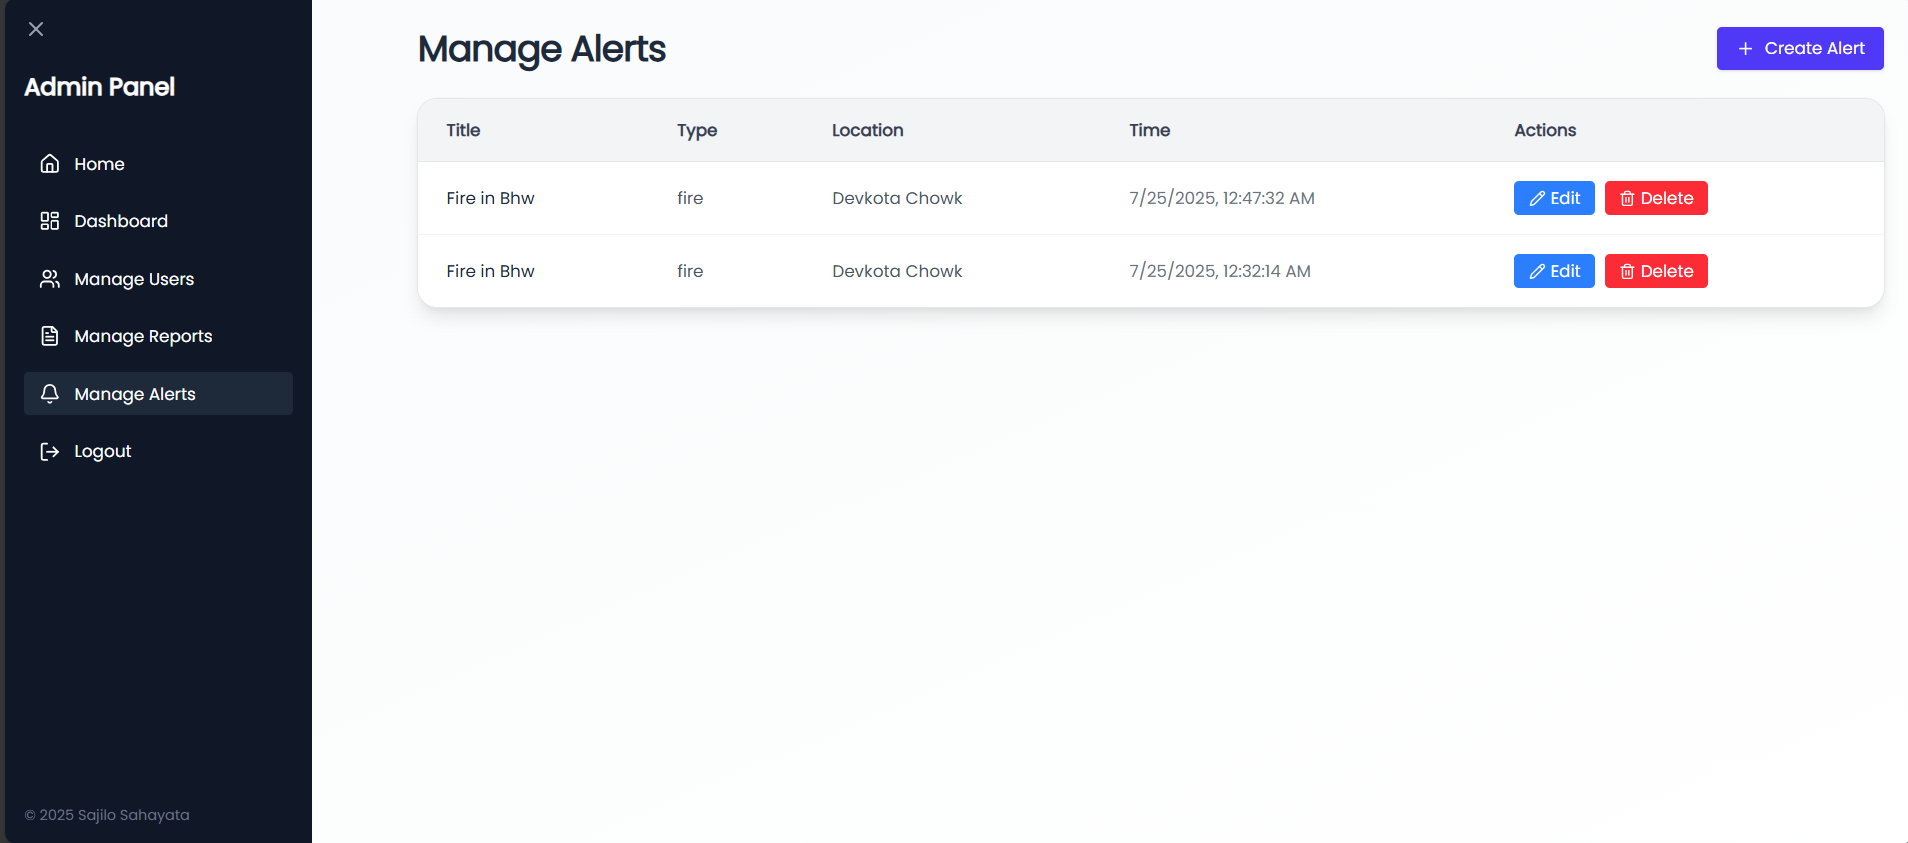 Admin Panel
Home
Dashboard
Manage Users
Manage Reports
Manage Alerts
Logout
© 2025 Sajilo Sahayata
Manage Alerts
Create Alert
Title Type Location Time Actions
Fire in Bhw fire Devkota Chowk 7/25/2025, 12:47:32 AM Edit Delete
Fire in Bhw fire Devkota Chowk 7/25/2025, 12:32:14 AM Edit Delete